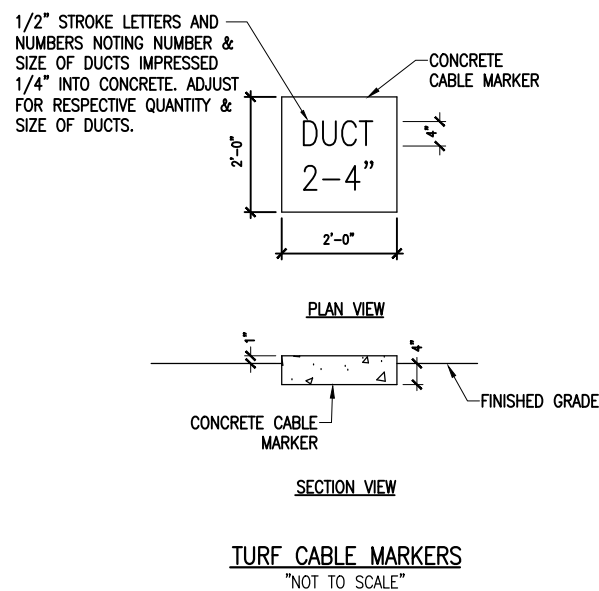 1/2" STROKE LETTERS AND
NUMBERS NOTING NUMBER &
SIZE OF DUCTS IMPRESSED
1/4" INTO CONCRETE. ADJUST
FOR RESPECTIVE QUANTITY &
SIZE OF DUCTS.
CONCRETE
CABLE MARKER
DUCT
2-4"
4"
2'-0"
2'-0"
PLAN VIEW
1"
4"
FINISHED GRADE
CONCRETE CABLE
MARKER
SECTION VIEW
TURF CABLE MARKERS
"NOT TO SCALE"